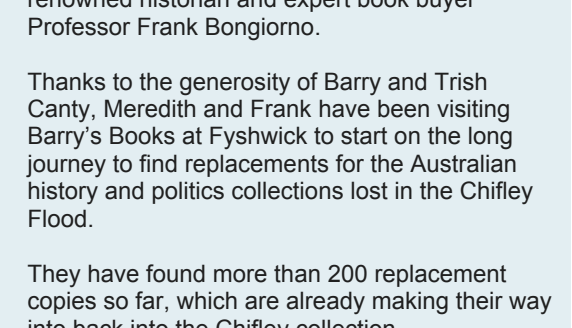 renowned historian and expert book buyer
Professor Frank Bongiorno.
Thanks to the generosity of Barry and Trish
Canty, Meredith and Frank have been visiting
Barry’s Books at Fyshwick to start on the long
journey to find replacements for the Australian
history and politics collections lost in the Chifley
Flood.
They have found more than 200 replacement
copies so far, which are already making their way
into back into the Chifley collection.